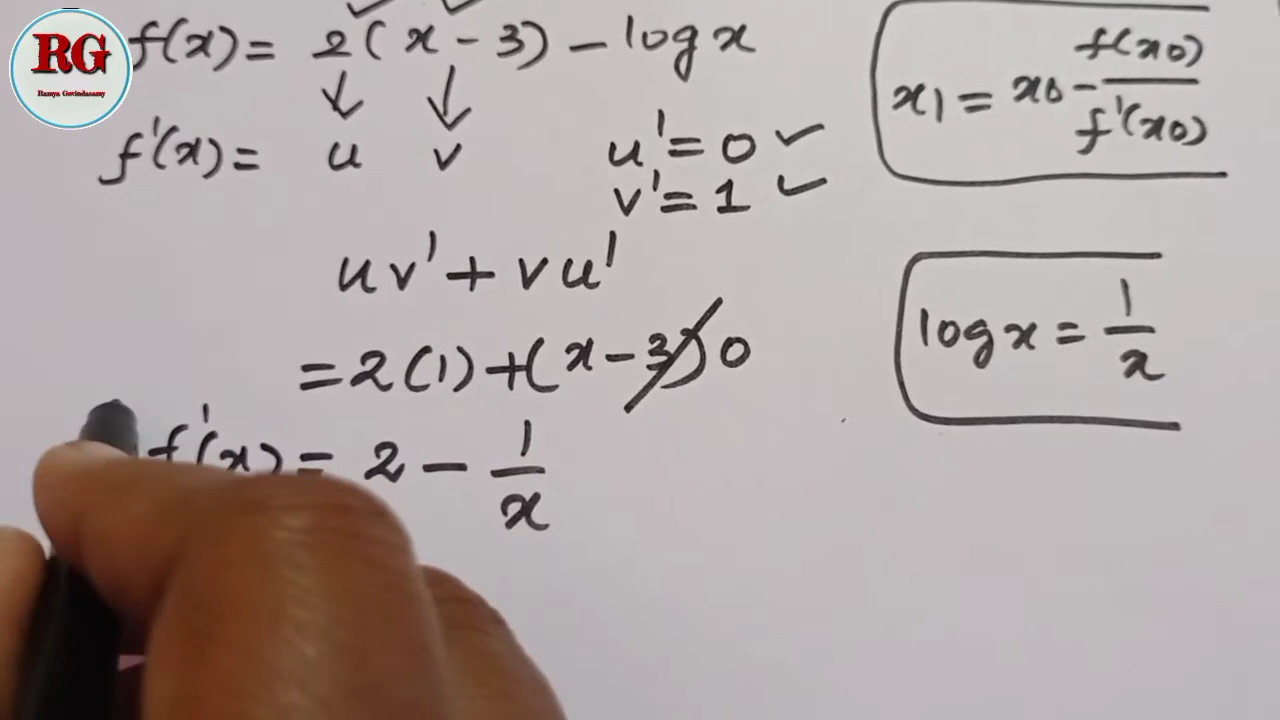 RG
Ramya Govindasamy
f(x) = 2(x - 3) - log x
f'(x) = u v
u' = 0 ✓
v' = 1 ✓
uv' + vu'
= 2(1) + (x - 3) 0
f'(x) = 2 - 1/x
x1 = x0 - f(x0)/f'(x0)
log x = 1/x